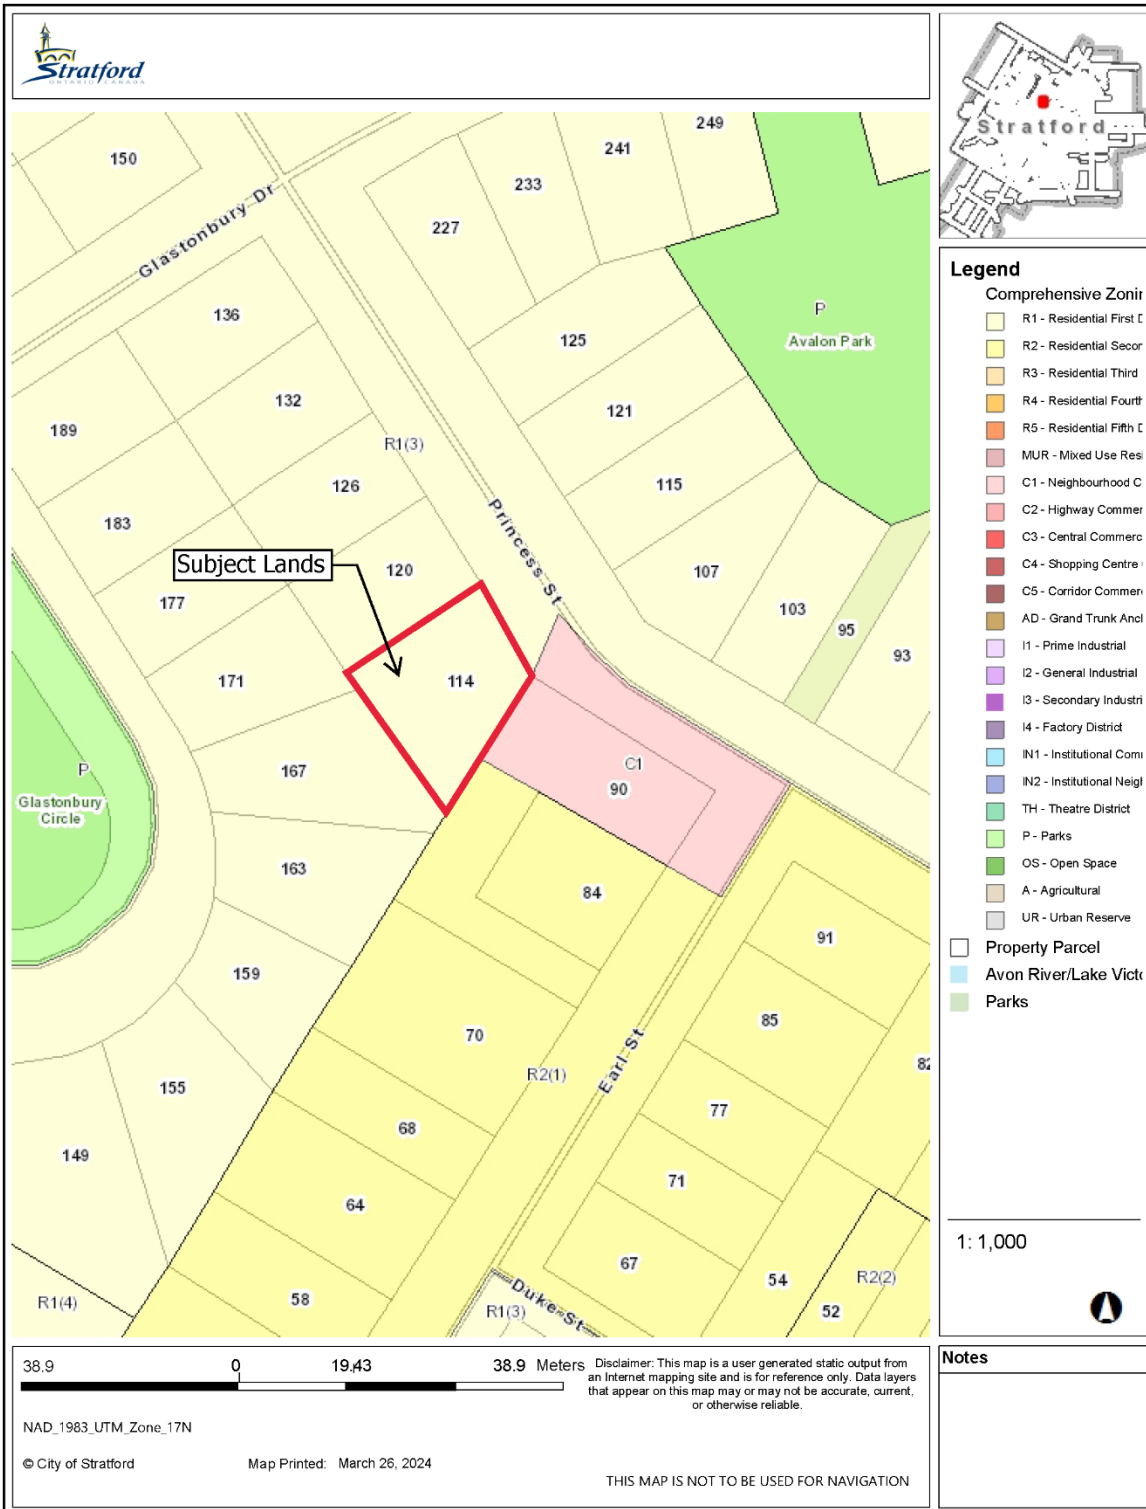 Stratford
ONTARIO CANADA
Stratford
150
249
241
233
227
Glastonbury Dr
136
125
P
Avalon Park
132
189
R1(3)
121
126
115
183
Princess St
Subject Lands
120
107
177
103
95
93
171
114
167
C1
90
P
Glastonbury
Circle
163
84
91
159
70
85
R2(1)
Earl St
82
155
77
68
149
71
64
67
54
R2(2)
58
52
R1(4)
R1(3)
Duke St
Legend
Comprehensive Zonin
R1 - Residential First D
R2 - Residential Secon
R3 - Residential Third
R4 - Residential Fourth
R5 - Residential Fifth D
MUR - Mixed Use Resi
C1 - Neighbourhood C
C2 - Highway Commer
C3 - Central Commerc
C4 - Shopping Centre
C5 - Corridor Commerc
AD - Grand Trunk Anci
I1 - Prime Industrial
I2 - General Industrial
I3 - Secondary Industri
I4 - Factory District
IN1 - Institutional Com
IN2 - Institutional Neigh
TH - Theatre District
P - Parks
OS - Open Space
A - Agricultural
UR - Urban Reserve
Property Parcel
Avon River/Lake Victo
Parks
1: 1,000
38.9 0 19.43 38.9 Meters
NAD_1983_UTM_Zone_17N
© City of Stratford
Map Printed: March 26, 2024
Disclaimer: This map is a user generated static output from
an Internet mapping site and is for reference only. Data layers
that appear on this map may or may not be accurate, current,
or otherwise reliable.
THIS MAP IS NOT TO BE USED FOR NAVIGATION
Notes